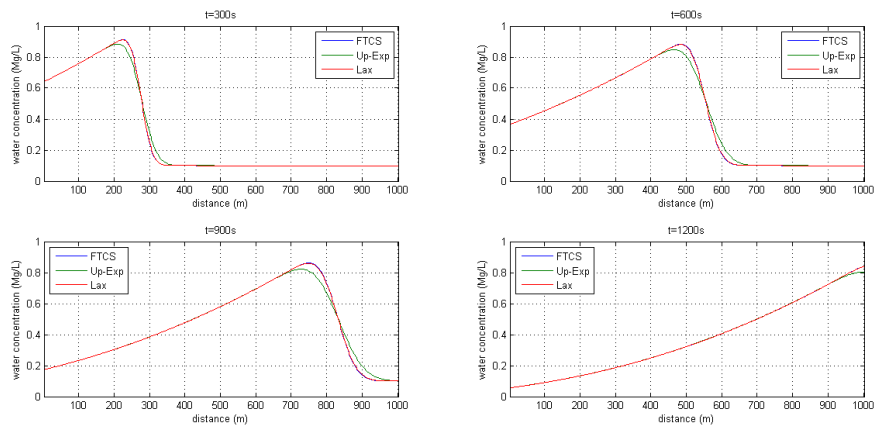 t=300s
1
0.8
0.6
0.4
0.2
0
water concentration (Mg/L)
FTCS
Up-Exp
Lax
100 200 300 400 500 600 700 800 900 1000
distance (m)
t=600s
1
0.8
0.6
0.4
0.2
0
water concentration (Mg/L)
FTCS
Up-Exp
Lax
100 200 300 400 500 600 700 800 900 1000
distance (m)
t=900s
1
0.8
0.6
0.4
0.2
0
water concentration (Mg/L)
FTCS
Up-Exp
Lax
100 200 300 400 500 600 700 800 900 1000
distance (m)
t=1200s
1
0.8
0.6
0.4
0.2
0
water concentration (Mg/L)
FTCS
Up-Exp
Lax
100 200 300 400 500 600 700 800 900 1000
distance (m)